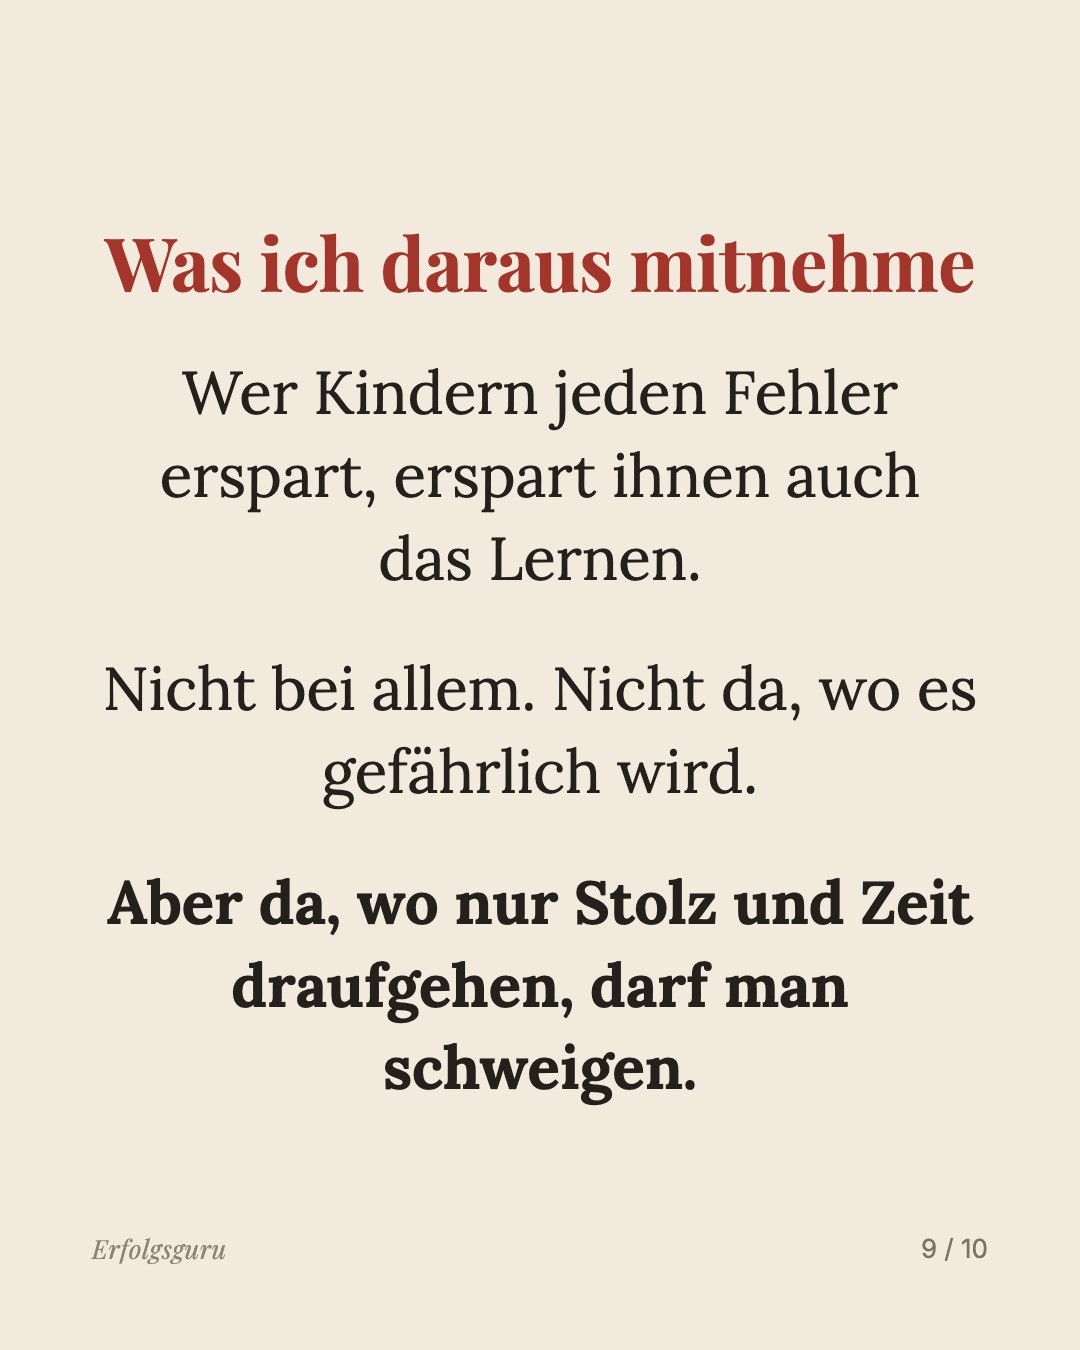 Was ich daraus mitnehme
Wer Kindern jeden Fehler
erspart, erspart ihnen auch
das Lernen.
Nicht bei allem. Nicht da, wo es
gefährlich wird.
Aber da, wo nur Stolz und Zeit
draufgehen, darf man
schweigen.
Erfolgsguru
9 / 10